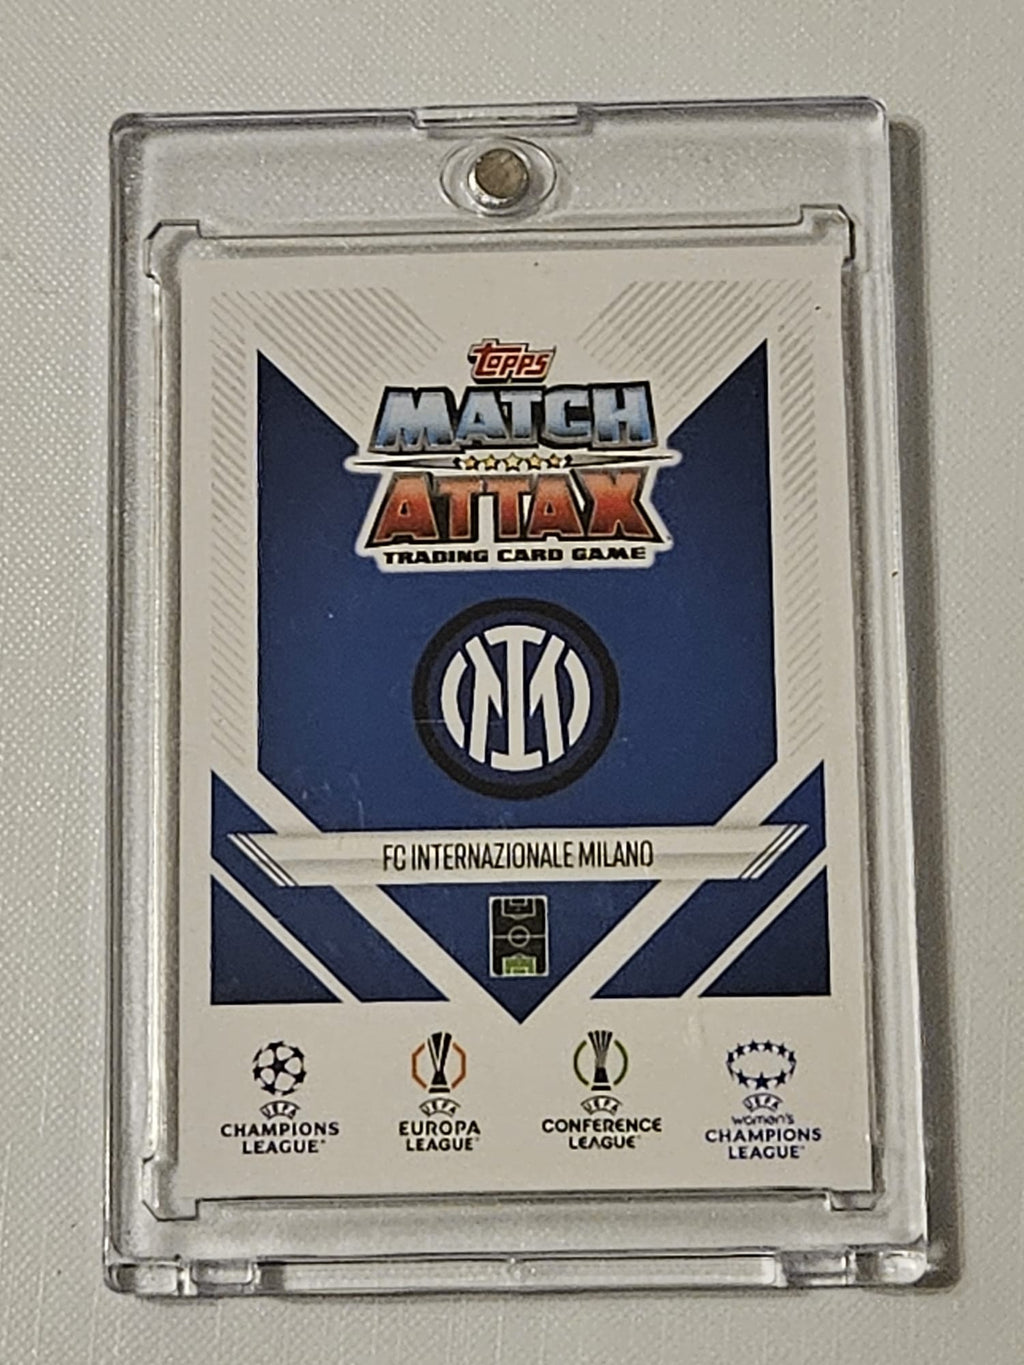 topps
MATCH
ATTAX
TRADING CARD GAME
IM
FC INTERNAZIONALE MILANO
UEFA
CHAMPIONS
LEAGUE
UEFA
EUROPA
LEAGUE
UEFA
CONFERENCE
LEAGUE
UEFA
women's
CHAMPIONS
LEAGUE